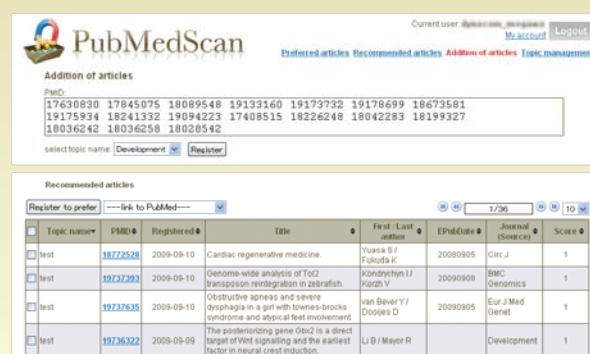 Current user:
PubMedScan
My account Logout
Preferred articles Recommended articles Addition of articles Topic managemen
Addition of articles
PMID:
17630830 17845075 18089548 19133160 19173732 19178699 18673581
19175934 18241332 19094223 17408515 18226248 18042283 18199327
18036242 18036258 18028542
select topic name: Development Register
Recommended articles
Register to prefer ---link to PubMed--- 1/36 10
Topic name PMID Registered Title First / Last author EPubDate Journal (Source) Score
test 18772528 2009-09-10 Cardiac regenerative medicine. Yuasa S / Fukuda K 20080905 Circ J 1
test 19737393 2009-09-10 Genome-wide analysis of Tol2 transposon reintegration in zebrafish. Kondrychyn I / Korzh V 20090908 BMC Genomics 1
test 19737635 2009-09-10 Obstructive apneas and severe dysphagia in a girl with townes-brocks syndrome and atypical feet involvement. van Bever Y / Dooijes D 20090905 Eur J Med Genet 1
test 19736322 2009-09-09 The posteriorizing gene Gbx2 is a direct target of Wnt signalling and the earliest factor in neural crest induction. Li B / Mayor R Development 1